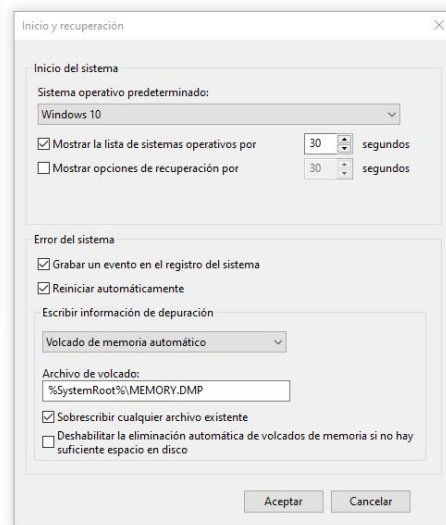 Inicio y recuperación
Inicio del sistema
Sistema operativo predeterminado:
Windows 10
Mostrar la lista de sistemas operativos por 30 segundos
Mostrar opciones de recuperación por 30 segundos
Error del sistema
Grabar un evento en el registro del sistema
Reiniciar automáticamente
Escribir información de depuración
Volcado de memoria automático
Archivo de volcado:
%SystemRoot%\MEMORY.DMP
Sobrescribir cualquier archivo existente
Deshabilitar la eliminación automática de volcados de memoria si no hay
suficiente espacio en disco
Aceptar Cancelar